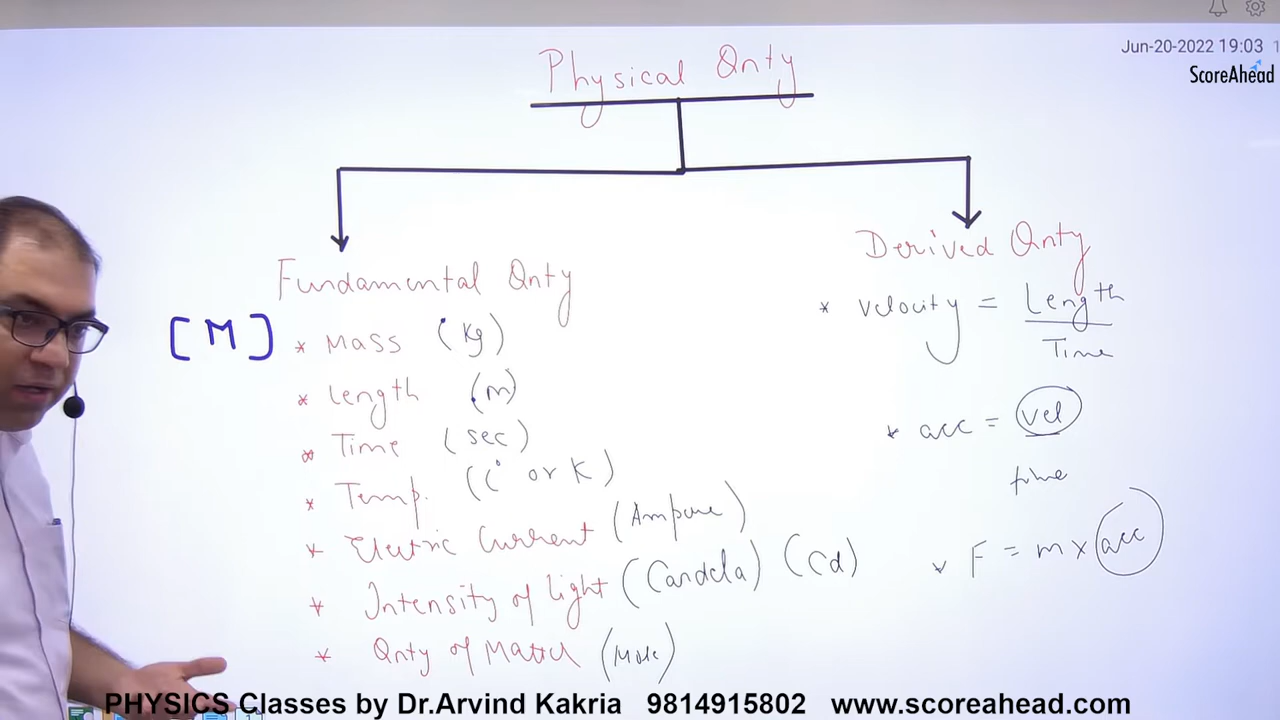 Jun-20-2022 19:03
ScoreAhead
Physical Qnty
Fundamental Qnty
[M] * Mass (Kg)
* Length (m)
* Time (sec)
* Temp. (C° or K)
* Electric Current (Ampere)
* Intensity of light (Candela) (Cd)
* Qnty of Matter (Mole)
Derived Qnty
* velocity = Length
Time
* acc = vel
time
* F = m x acc
PHYSICS Classes by Dr.Arvind Kakria 9814915802 www.scoreahead.com